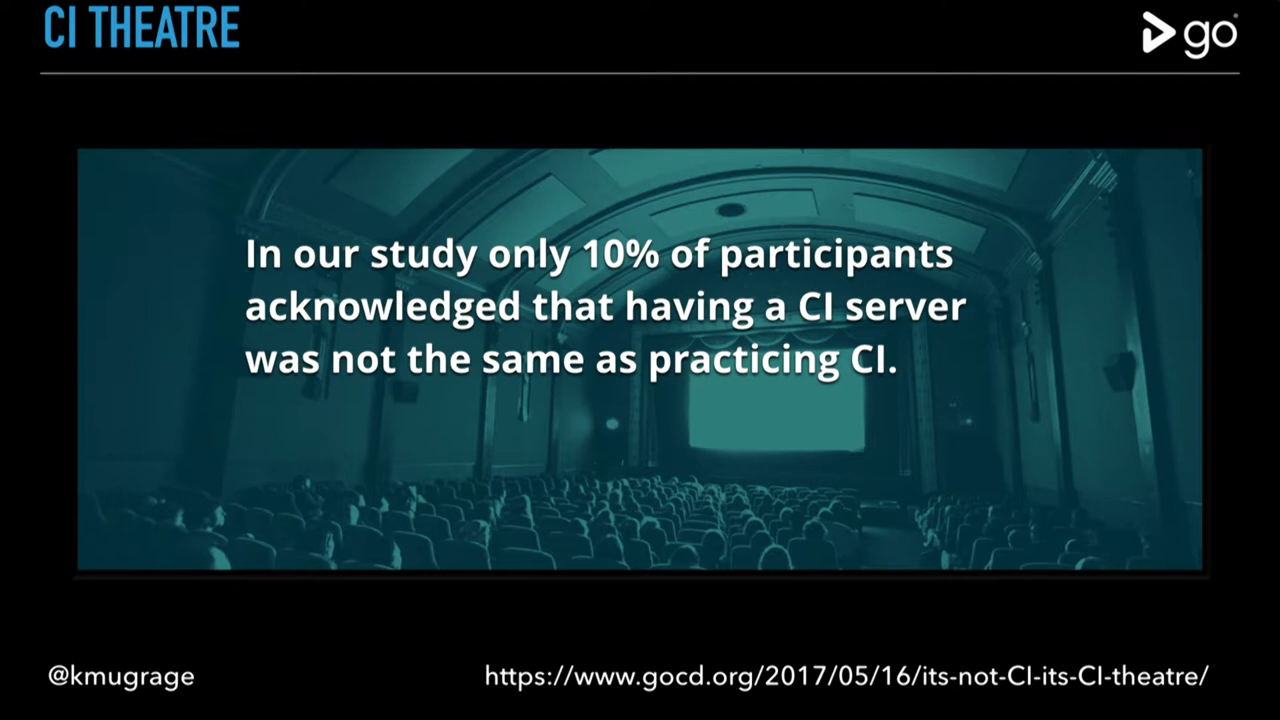 CI THEATRE
go
In our study only 10% of participants
acknowledged that having a CI server
was not the same as practicing CI.
@kmugrage
https://www.gocd.org/2017/05/16/its-not-CI-its-CI-theatre/